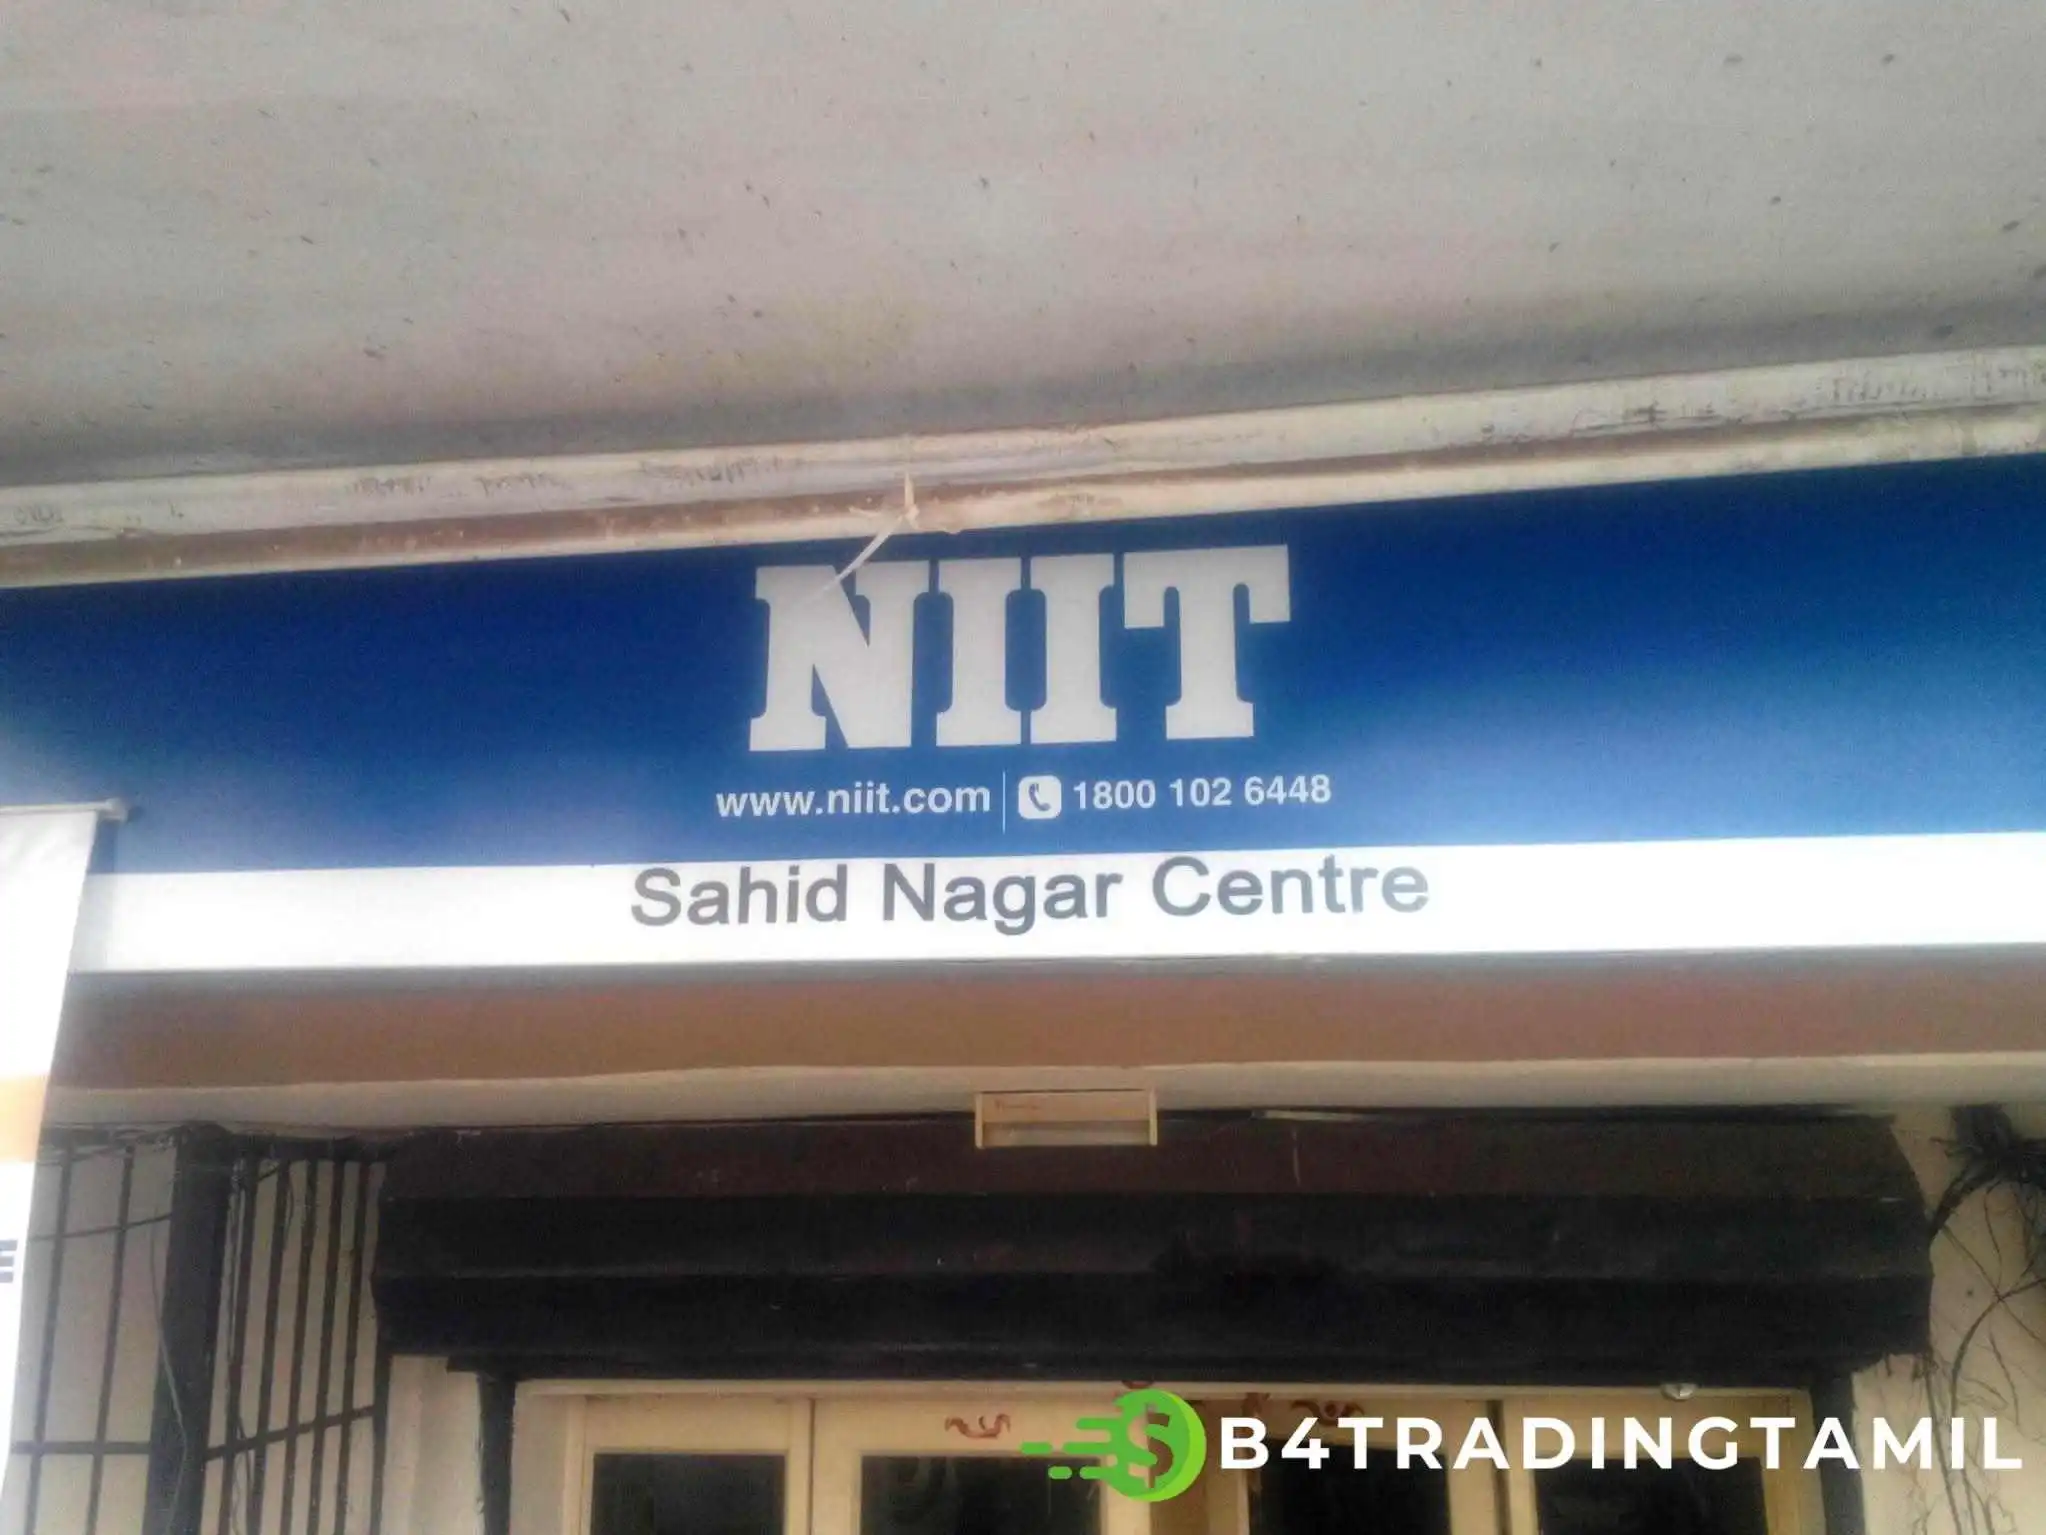 NIIT
www.niit.com 1800 102 6448
Sahid Nagar Centre
B4TRADINGTAMIL